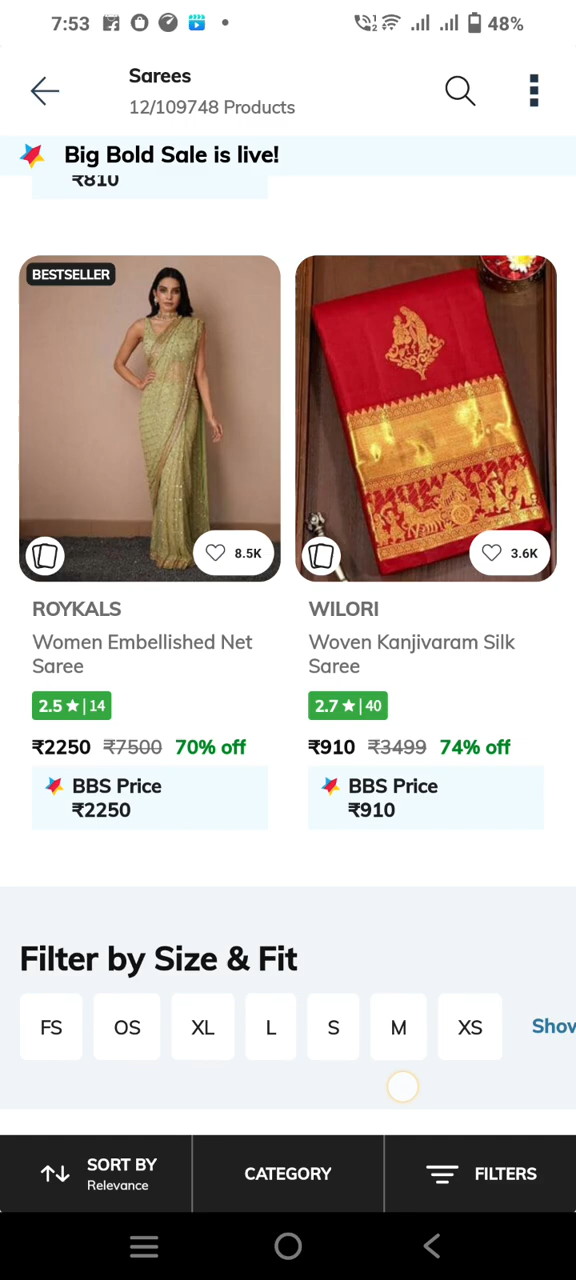 7:53
48%
Sarees
12/109748 Products
Big Bold Sale is live!
₹810
BESTSELLER
8.5K
3.6K
ROYKALS
Women Embellished Net
Saree
2.5 ★ | 14
₹2250 ₹7500 70% off
BBS Price
₹2250
WILORI
Woven Kanjivaram Silk
Saree
2.7 ★ | 40
₹910 ₹3499 74% off
BBS Price
₹910
Filter by Size & Fit
FS OS XL L S M XS Show
SORT BY
Relevance
CATEGORY
FILTERS